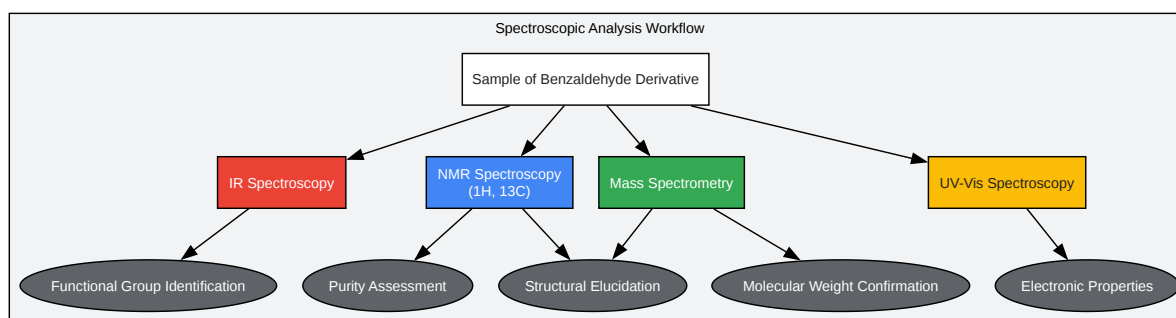 Spectroscopic Analysis Workflow
Sample of Benzaldehyde Derivative
IR Spectroscopy
NMR Spectroscopy
(1H, 13C)
Mass Spectrometry
UV-Vis Spectroscopy
Functional Group Identification
Purity Assessment
Structural Elucidation
Molecular Weight Confirmation
Electronic Properties